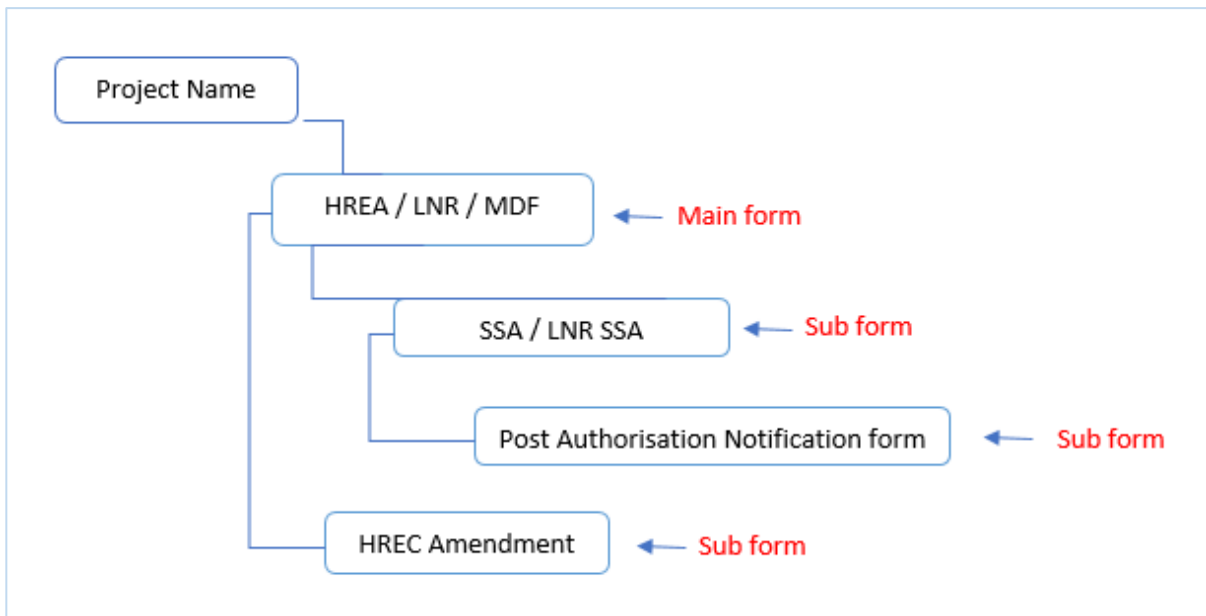 Project Name
HREA / LNR / MDF
Main form
SSA / LNR SSA
Sub form
Post Authorisation Notification form
Sub form
HREC Amendment
Sub form